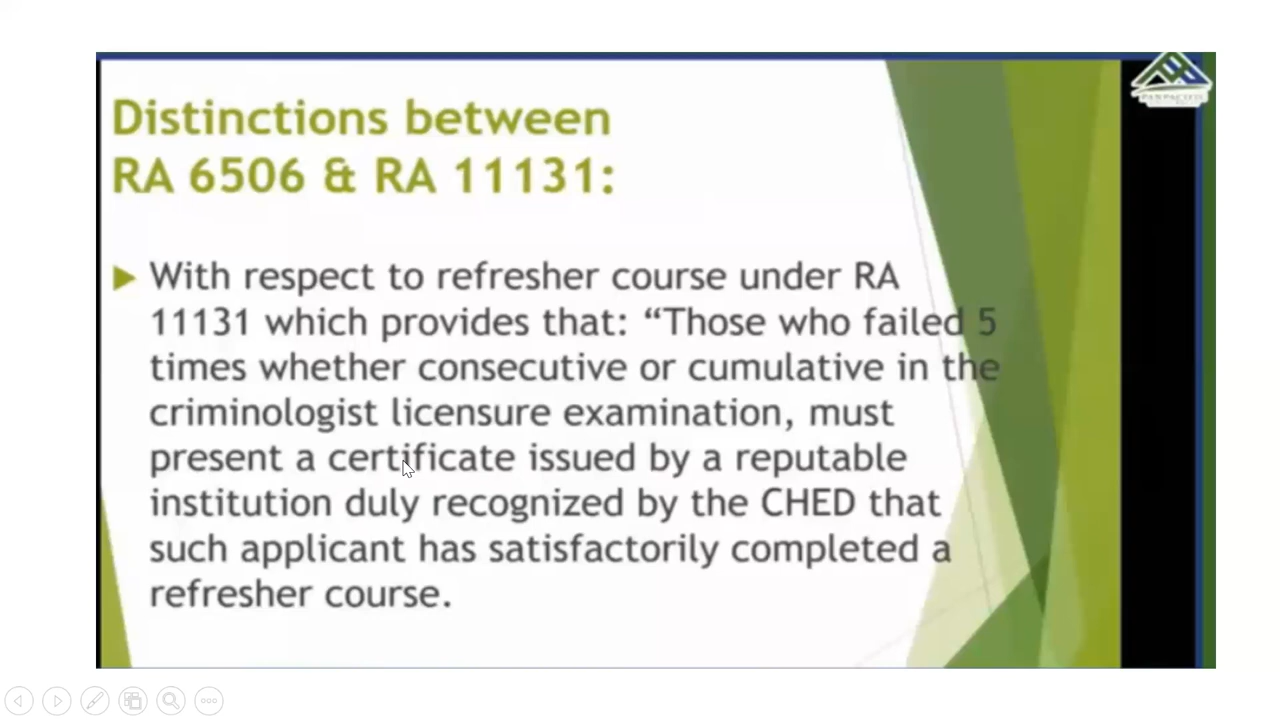 Distinctions between
RA 6506 & RA 11131:
With respect to refresher course under RA
11131 which provides that: “Those who failed 5
times whether consecutive or cumulative in the
criminologist licensure examination, must
present a certificate issued by a reputable
institution duly recognized by the CHED that
such applicant has satisfactorily completed a
refresher course.